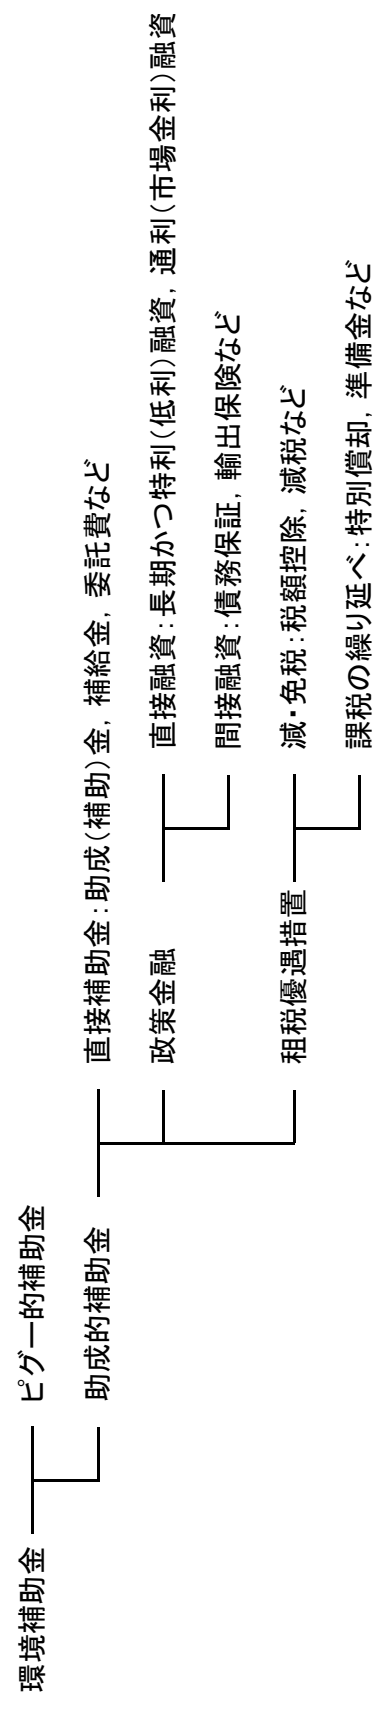 環境補助金
ピグー的補助金
助成的補助金
直接補助金：助成（補助）金，補給金，委託費など
政策金融
直接融資：長期かつ特利（低利）融資，通利（市場金利）融資
間接融資：債務保証，輸出保険など
租税優遇措置
減・免税：税額控除，減税など
課税の繰り延べ：特別償却，準備金など